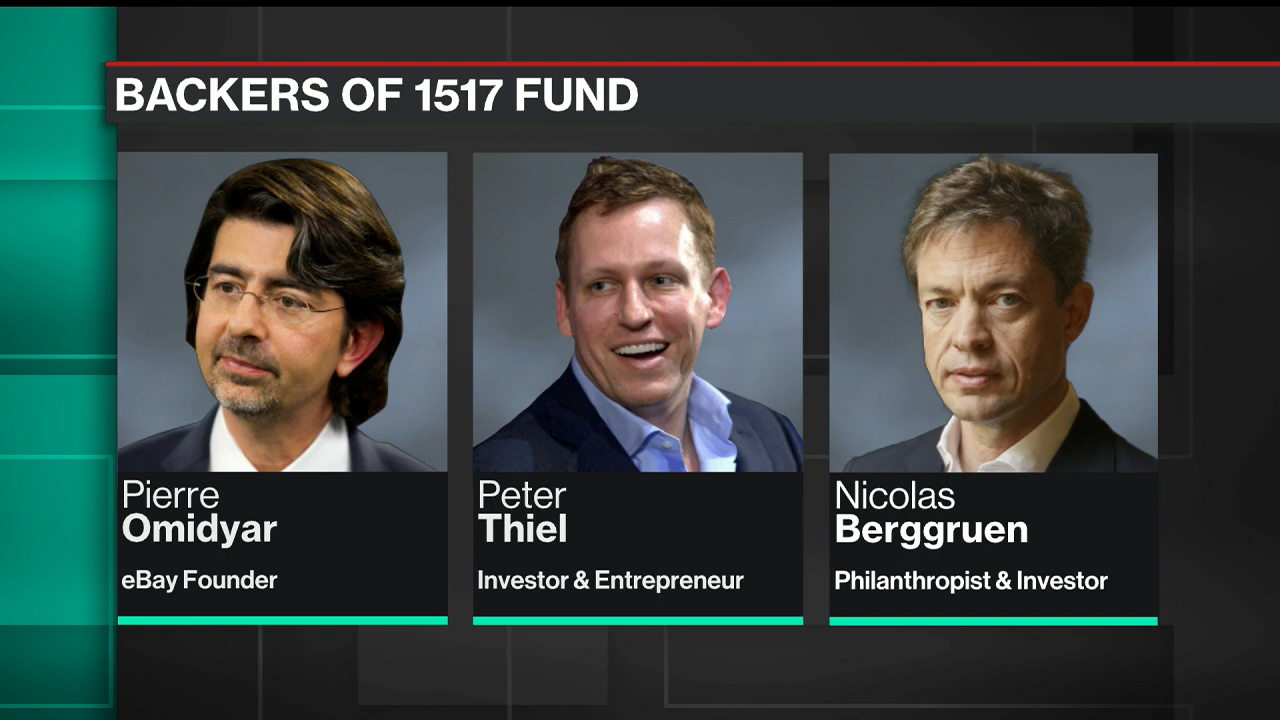 BACKERS OF 1517 FUND
Pierre
Omidyar
eBay Founder
Peter
Thiel
Investor & Entrepreneur
Nicolas
Berggruen
Philanthropist & Investor